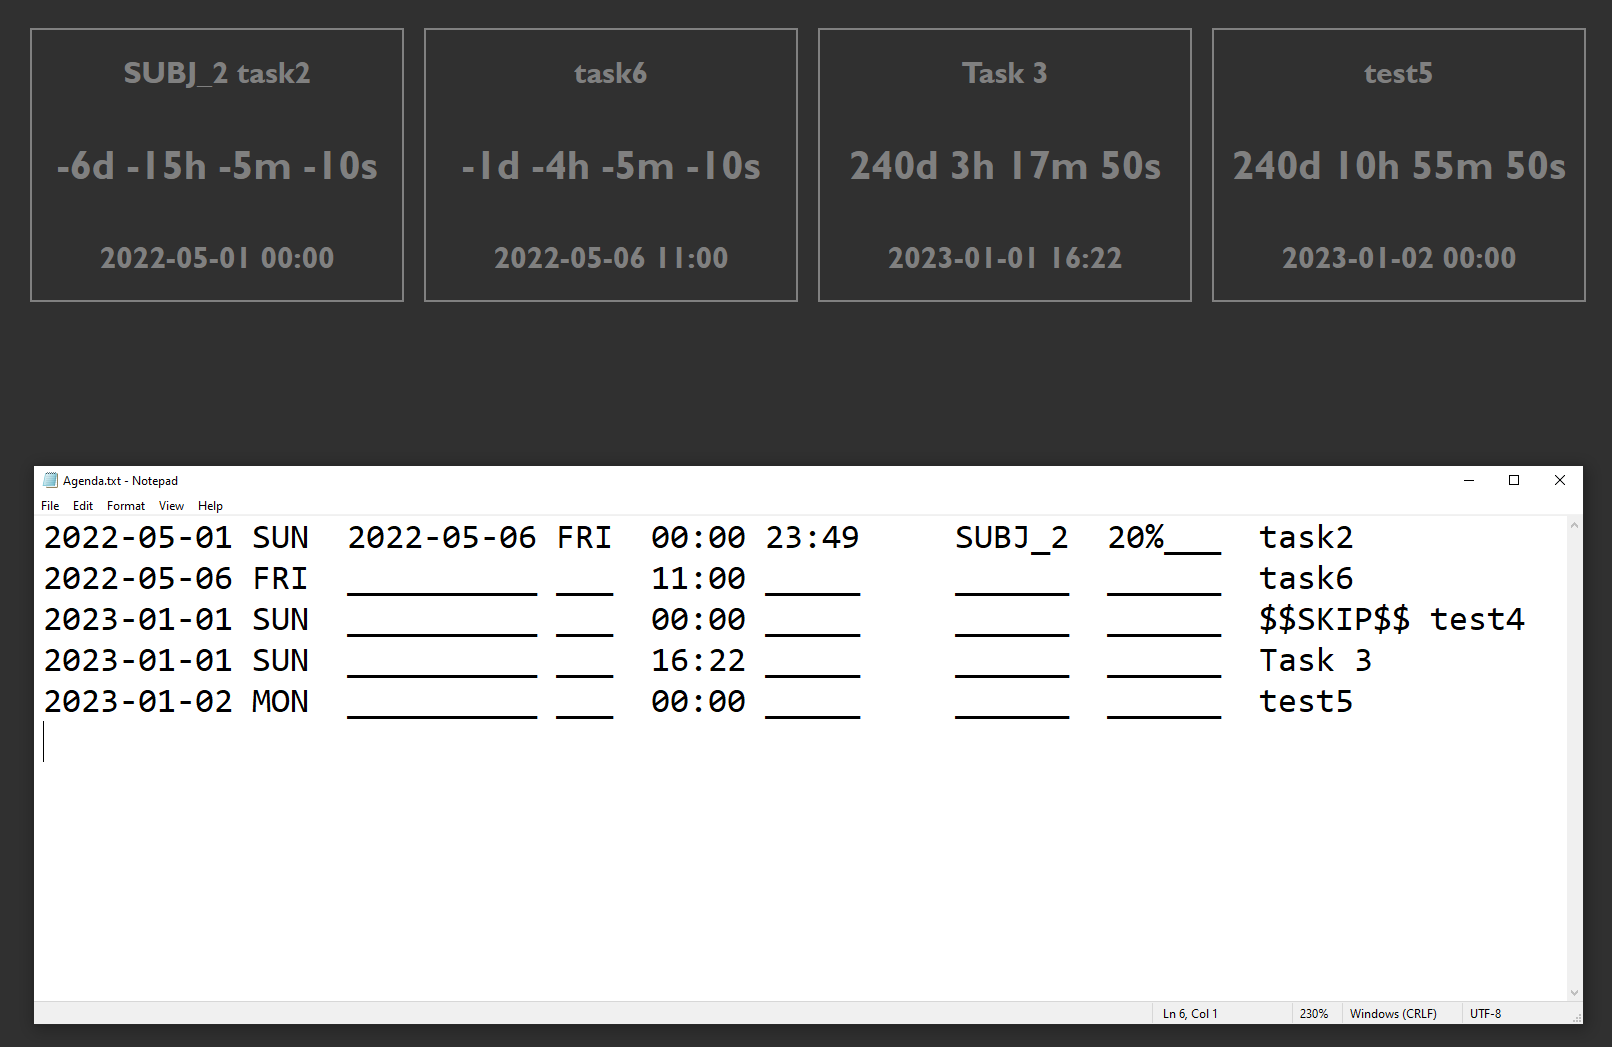 SUBJ_2 task2
-6d -15h -5m -10s
2022-05-01 00:00
task6
-1d -4h -5m -10s
2022-05-06 11:00
Task 3
240d 3h 17m 50s
2023-01-01 16:22
test5
240d 10h 55m 50s
2023-01-02 00:00
Agenda.txt - Notepad
File Edit Format View Help
2022-05-01 SUN  2022-05-06 FRI  00:00 23:49     SUBJ_2  20%___  task2
2022-05-06 FRI  __________ ___  11:00 _____     ______  ______  task6
2023-01-01 SUN  __________ ___  00:00 _____     ______  ______  $$SKIP$$ test4
2023-01-01 SUN  __________ ___  16:22 _____     ______  ______  Task 3
2023-01-02 MON  __________ ___  00:00 _____     ______  ______  test5
Ln 6, Col 1 230% Windows (CRLF) UTF-8